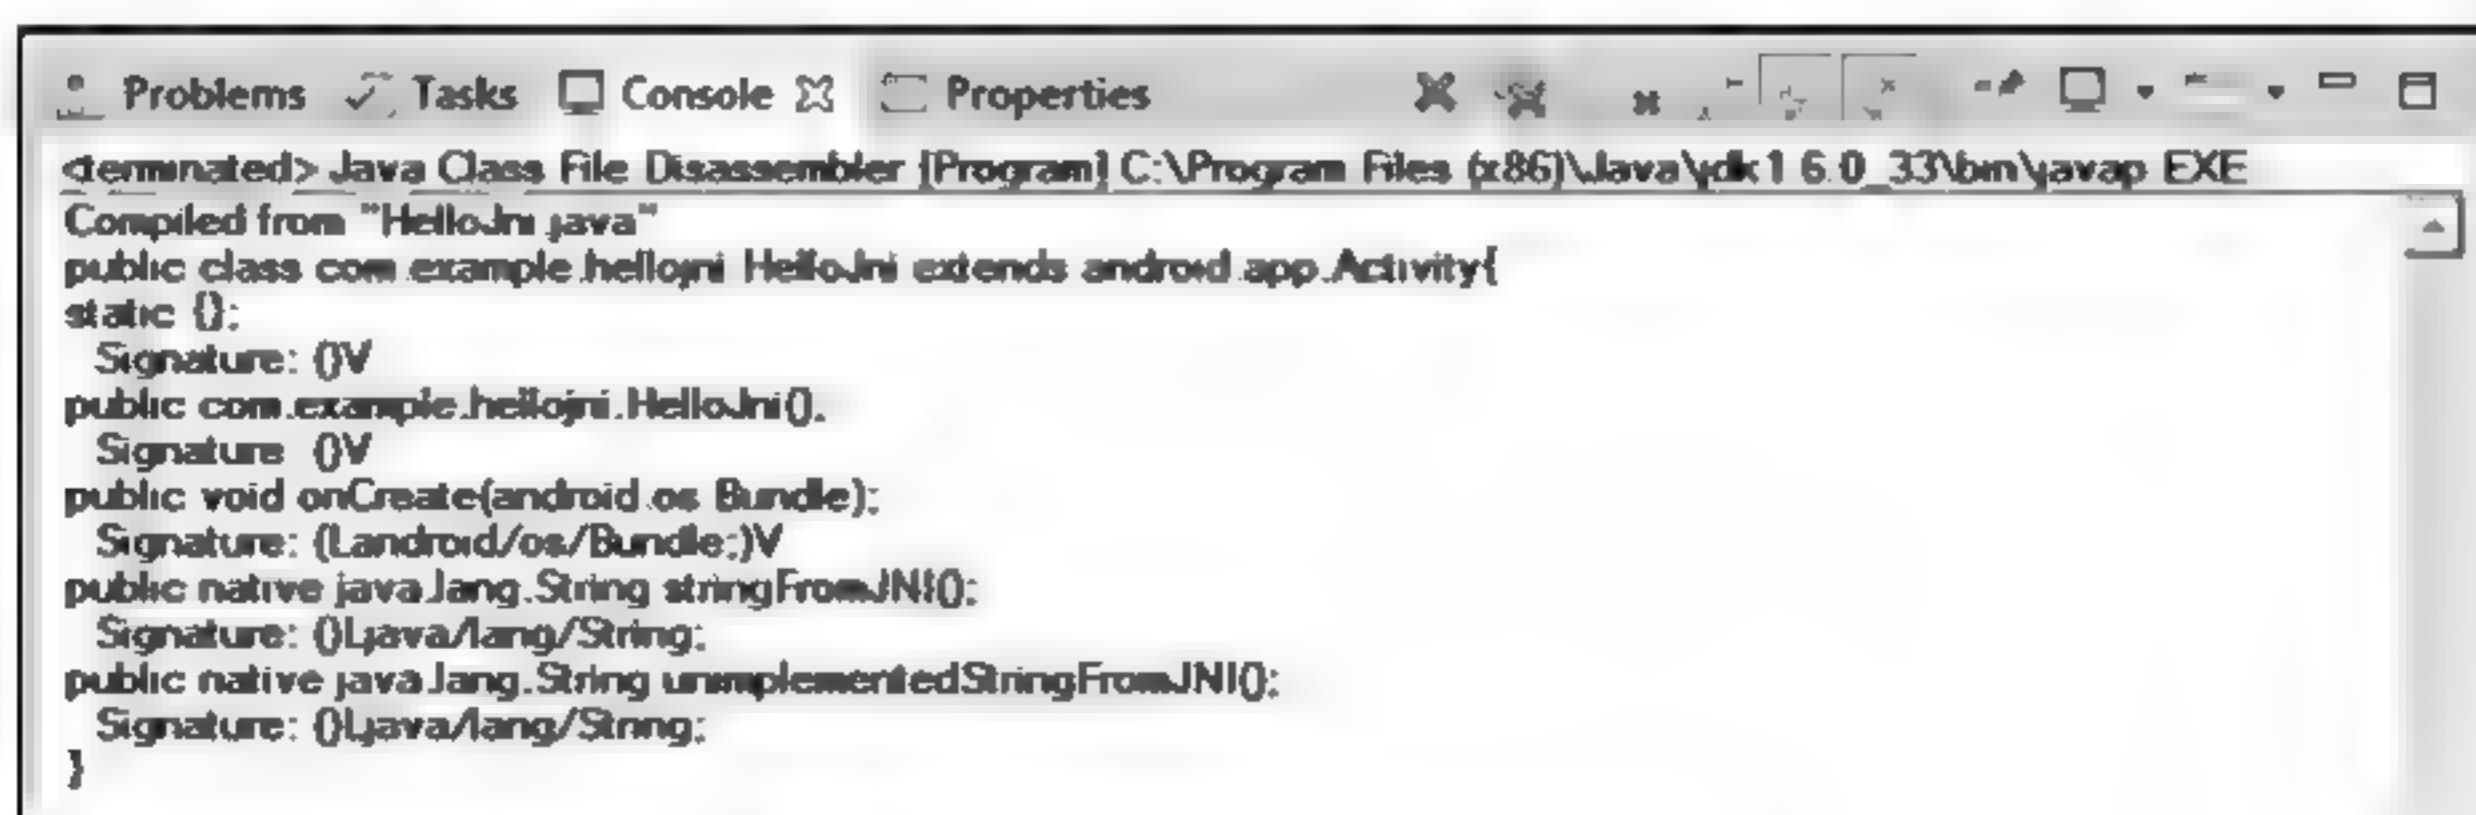 Problems Tasks Console Properties
<terminated> Java Class File Disassembler [Program] C:\Program Files (x86)\Java\jdk1.6.0_33\bin\javap.EXE
Compiled from "HelloJni.java"
public class com.example.hellojni.HelloJni extends android.app.Activity{
static {};
  Signature: ()V
public com.example.hellojni.HelloJni();
  Signature: ()V
public void onCreate(android.os.Bundle);
  Signature: (Landroid/os/Bundle;)V
public native java.lang.String stringFromJNI();
  Signature: ()Ljava/lang/String;
public native java.lang.String unimplementedStringFromJNI();
  Signature: ()Ljava/lang/String;
}